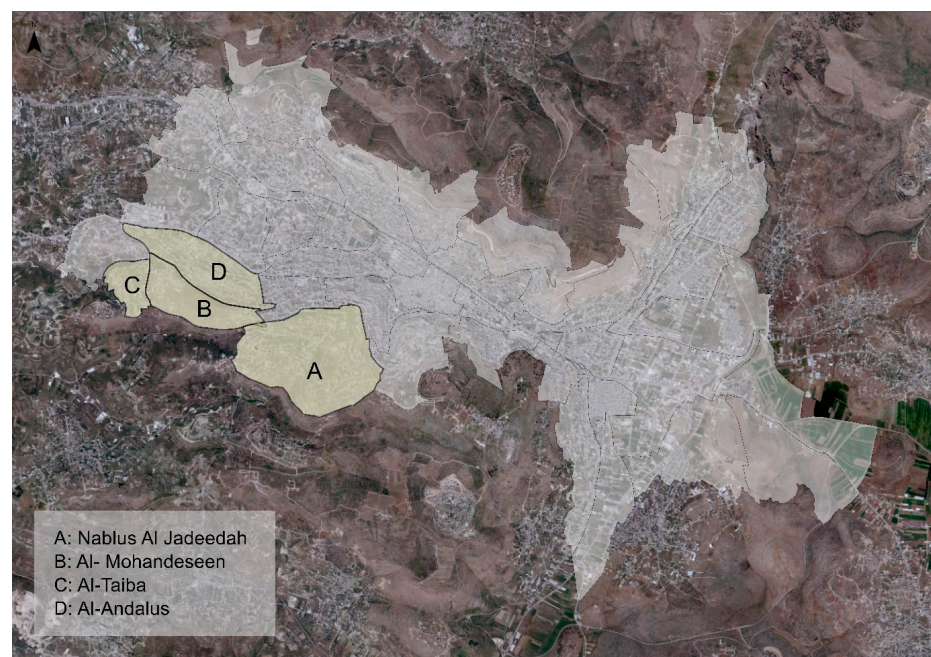 N
D
C
B
A
A: Nablus Al Jadeedah
B: Al- Mohandeseen
C: Al-Taiba
D: Al-Andalus